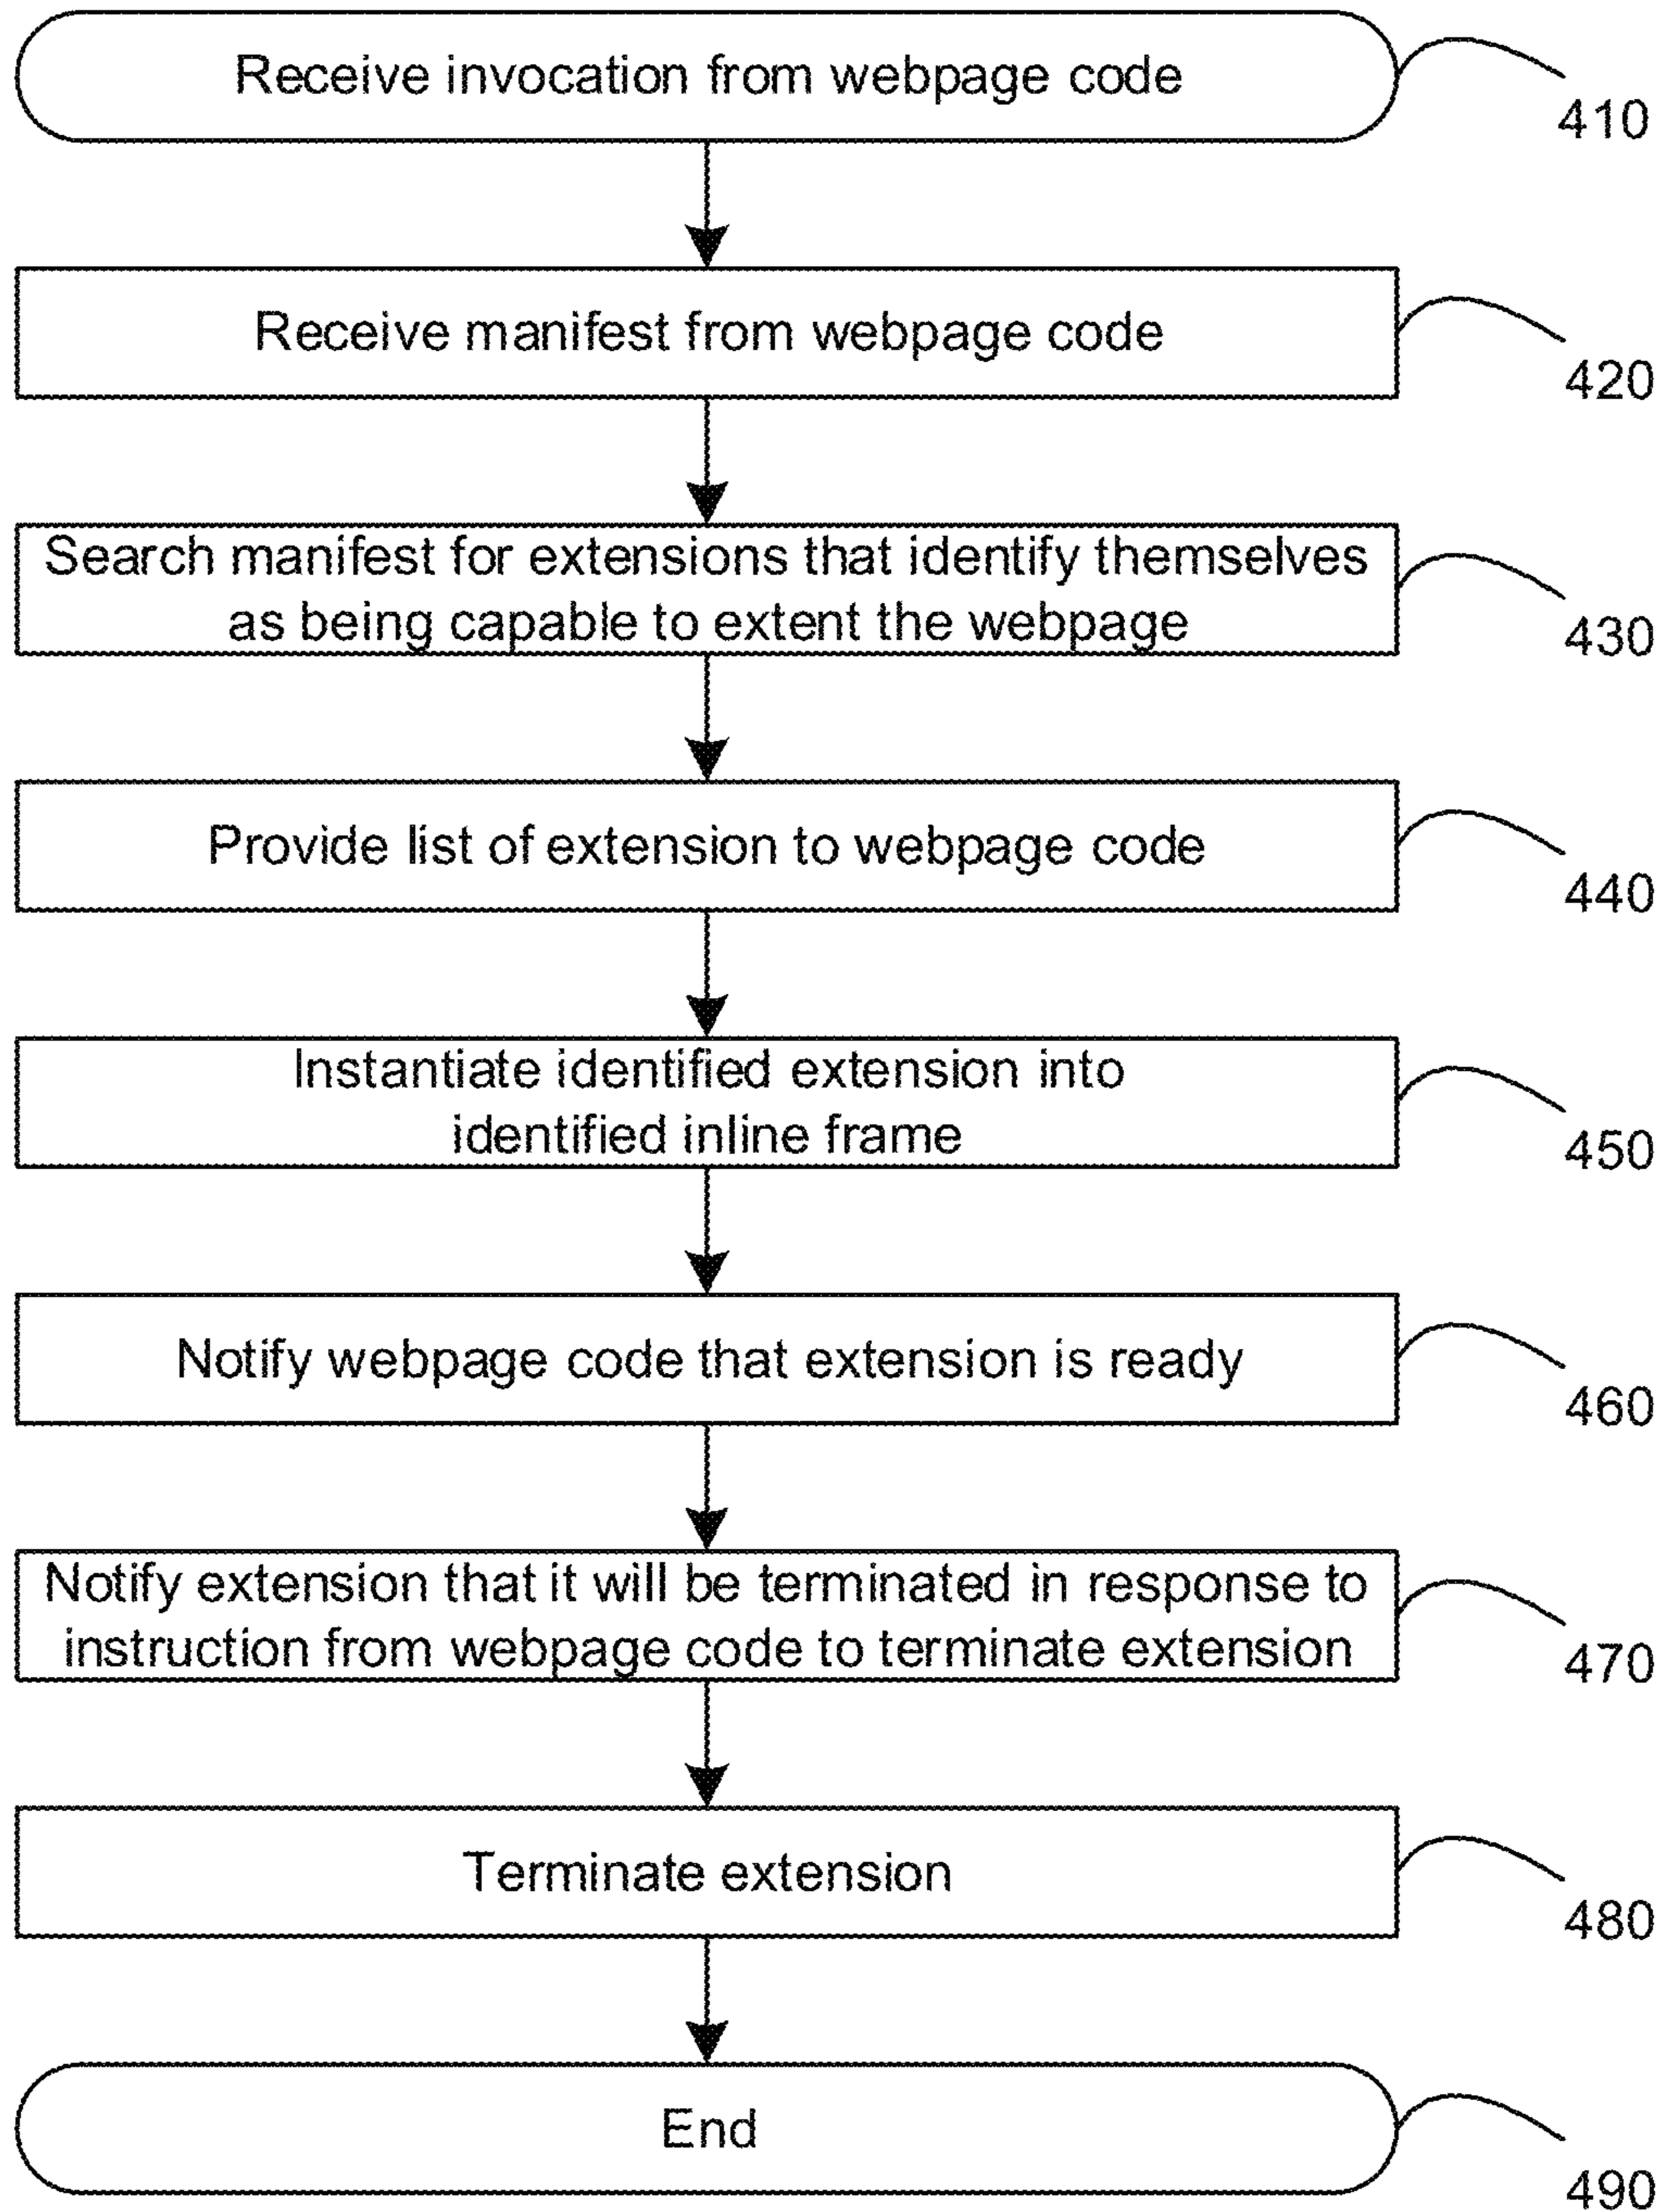 Receive invocation from webpage code
410
Receive manifest from webpage code
420
Search manifest for extensions that identify themselves
as being capable to extent the webpage
430
Provide list of extension to webpage code
440
Instantiate identified extension into
identified inline frame
450
Notify webpage code that extension is ready
460
Notify extension that it will be terminated in response to
instruction from webpage code to terminate extension
470
Terminate extension
480
End
490